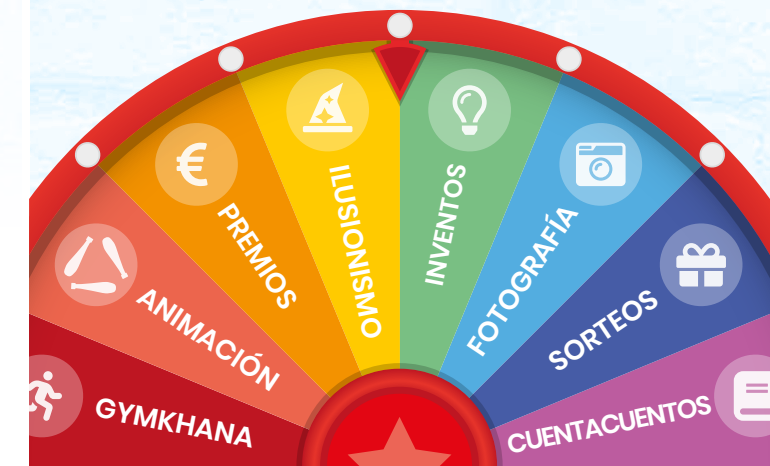 GYMKHANA
ANIMACIÓN
PREMIOS
ILUSIONISMO
INVENTOS
FOTOGRAFÍA
SORTEOS
CUENTACUENTOS